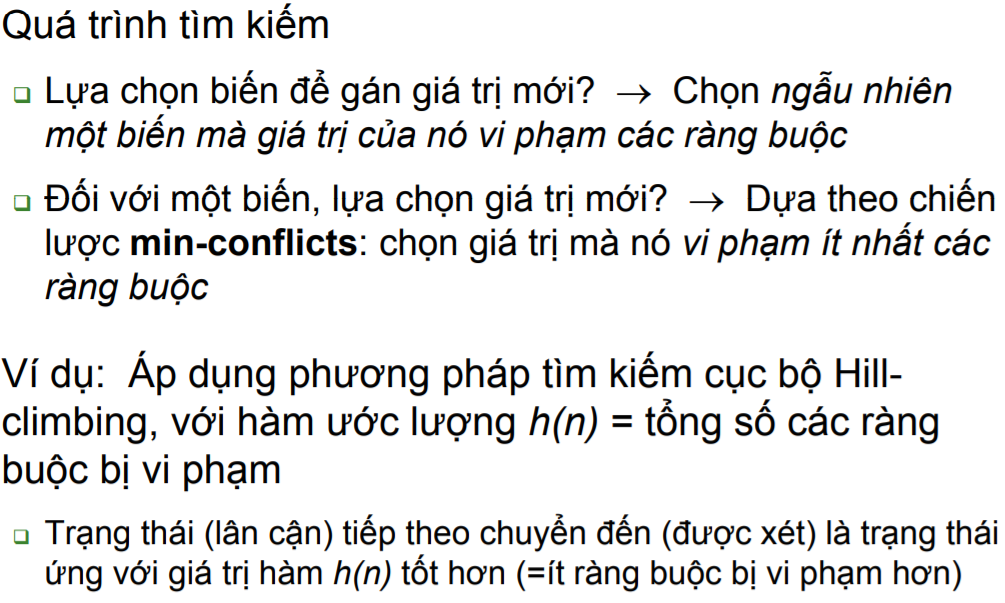 Quá trình tìm kiếm
❑ Lựa chọn biến để gán giá trị mới? → Chọn ngẫu nhiên
một biến mà giá trị của nó vi phạm các ràng buộc
❑ Đối với một biến, lựa chọn giá trị mới? → Dựa theo chiến
lược min-conflicts: chọn giá trị mà nó vi phạm ít nhất các
ràng buộc
Ví dụ: Áp dụng phương pháp tìm kiếm cục bộ Hill-
climbing, với hàm ước lượng h(n) = tổng số các ràng
buộc bị vi phạm
❑ Trạng thái (lân cận) tiếp theo chuyển đến (được xét) là trạng thái
ứng với giá trị hàm h(n) tốt hơn (=ít ràng buộc bị vi phạm hơn)